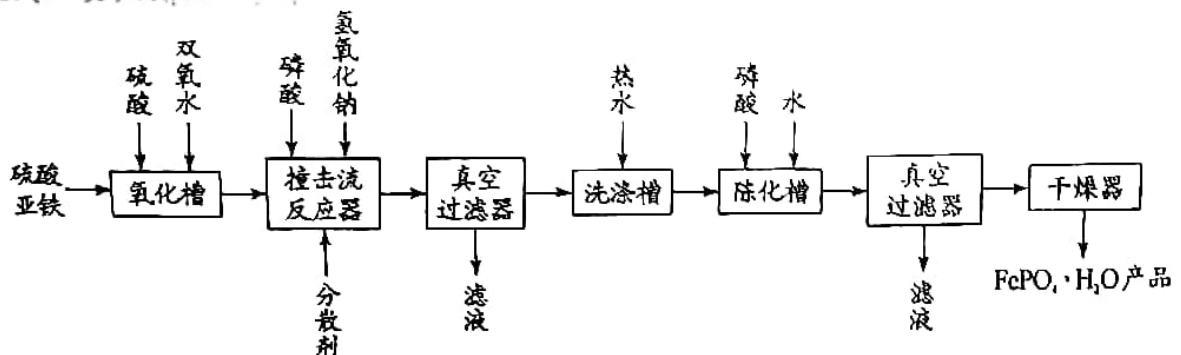 硫酸
双氧水
磷酸
氢氧化钠
热水
磷酸
水
硫酸亚铁
氧化槽
撞击流反应器
真空过滤器
洗涤槽
陈化槽
真空过滤器
干燥器
分散剂
滤液
滤液
FePO₄·H₂O产品